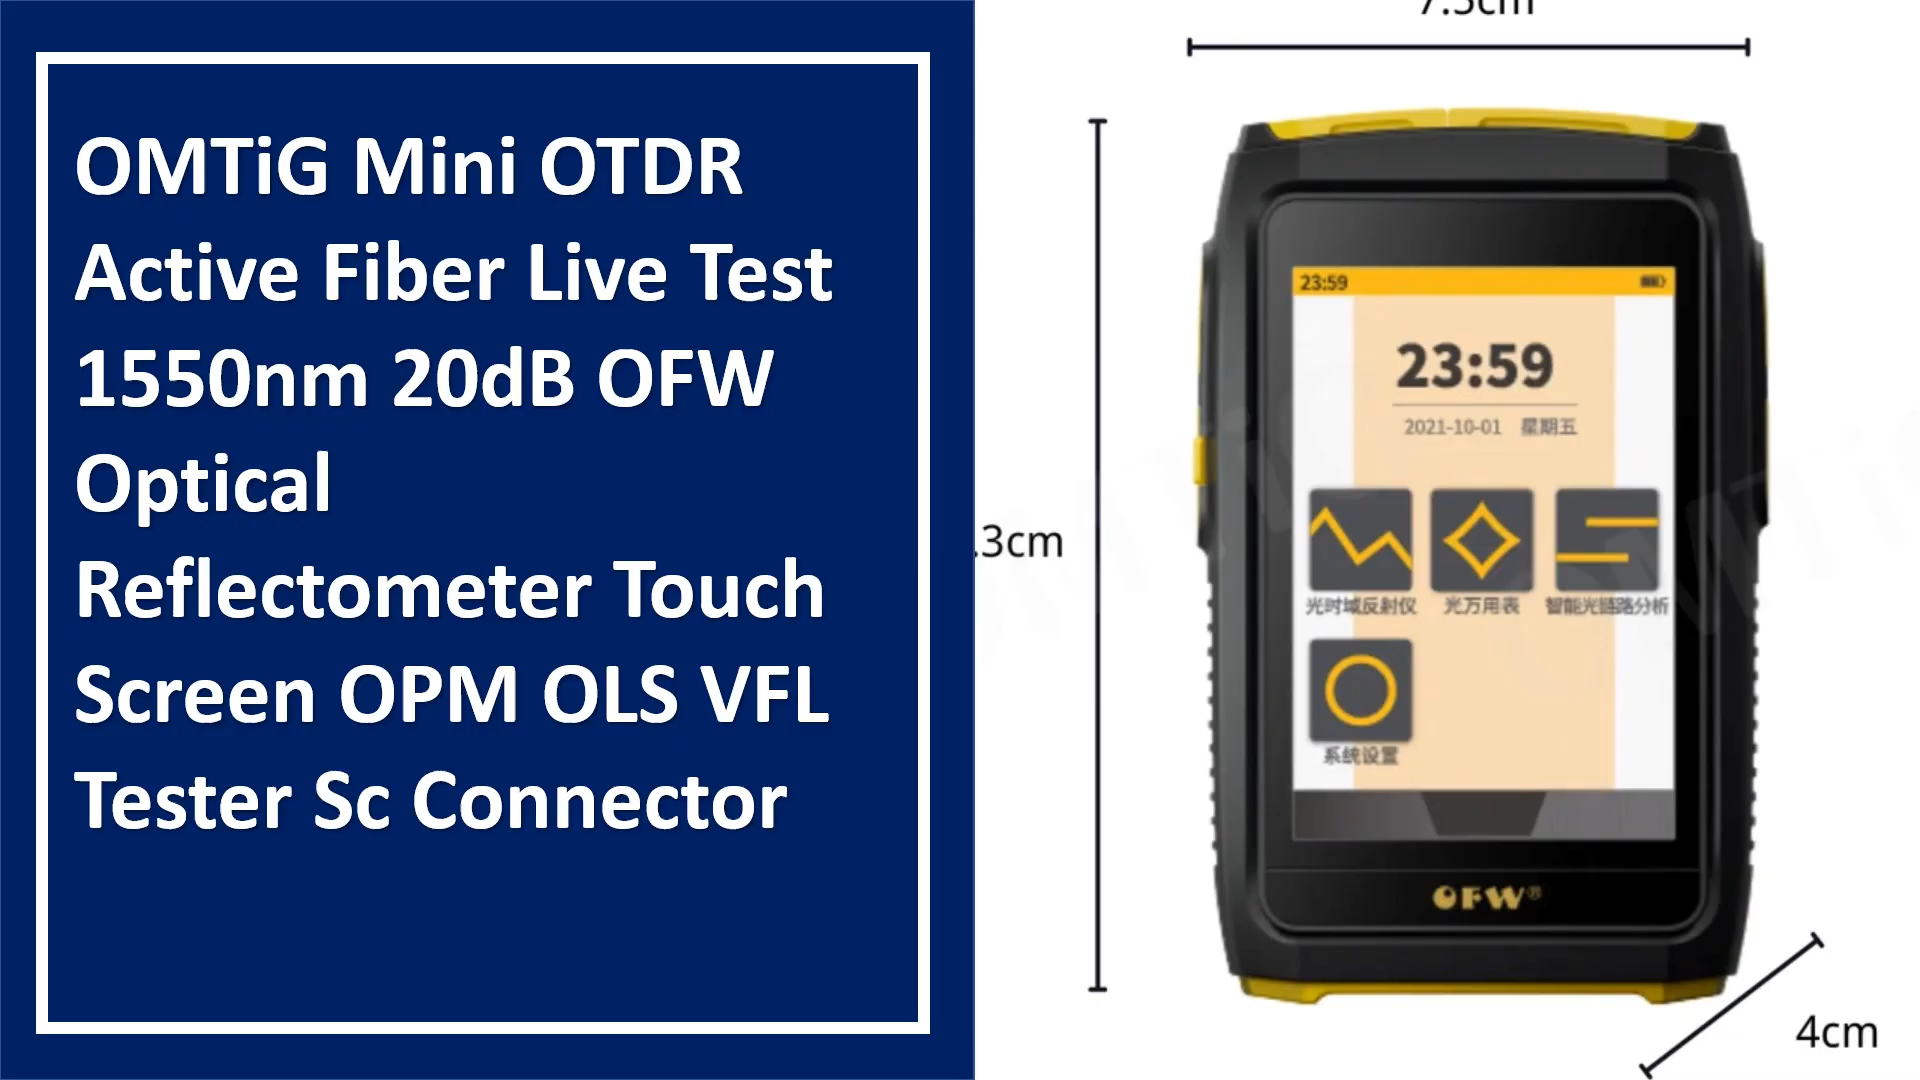 OMTiG Mini OTDR
Active Fiber Live Test
1550nm 20dB OFW
Optical
Reflectometer Touch
Screen OPM OLS VFL
Tester Sc Connector
.3cm
23:59
23:59
2021-10-01 星期五
光时域反射仪 光万用表 智能光链路分析
系统设置
OFW®
4cm